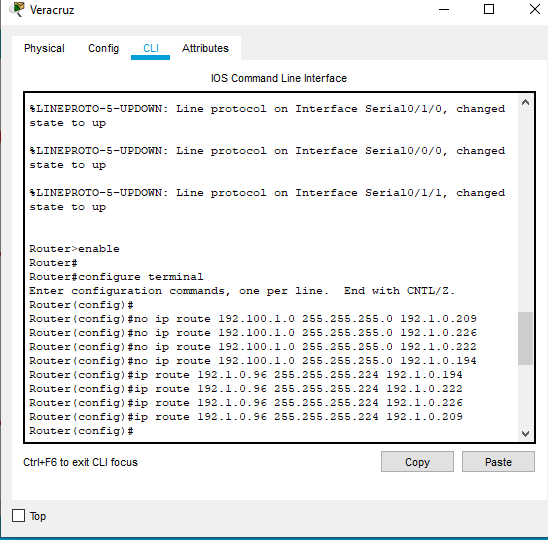 Veracruz
Physical Config CLI Attributes
IOS Command Line Interface
%LINEPROTO-5-UPDOWN: Line protocol on Interface Serial0/1/0, changed
state to up
%LINEPROTO-5-UPDOWN: Line protocol on Interface Serial0/0/0, changed
state to up
%LINEPROTO-5-UPDOWN: Line protocol on Interface Serial0/1/1, changed
state to up
Router>enable
Router#
Router#configure terminal
Enter configuration commands, one per line.  End with CNTL/Z.
Router(config)#
Router(config)#no ip route 192.100.1.0 255.255.255.0 192.1.0.209
Router(config)#no ip route 192.100.1.0 255.255.255.0 192.1.0.226
Router(config)#no ip route 192.100.1.0 255.255.255.0 192.1.0.222
Router(config)#no ip route 192.100.1.0 255.255.255.0 192.1.0.194
Router(config)#ip route 192.1.0.96 255.255.255.224 192.1.0.194
Router(config)#ip route 192.1.0.96 255.255.255.224 192.1.0.222
Router(config)#ip route 192.1.0.96 255.255.255.224 192.1.0.226
Router(config)#ip route 192.1.0.96 255.255.255.224 192.1.0.209
Router(config)#
Ctrl+F6 to exit CLI focus
Copy Paste
Top